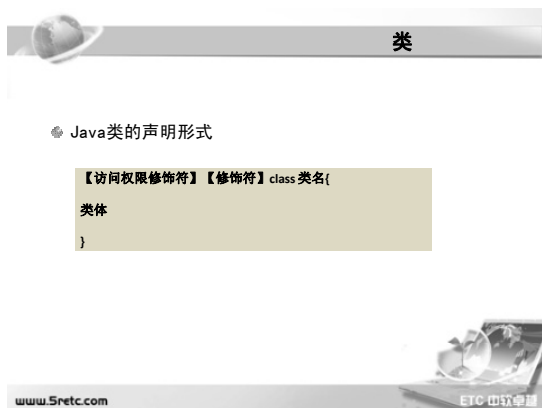 类
Java类的声明形式
【访问权限修饰符】【修饰符】class 类名{
类体
}
www.5retc.com
ETC 中软卓越